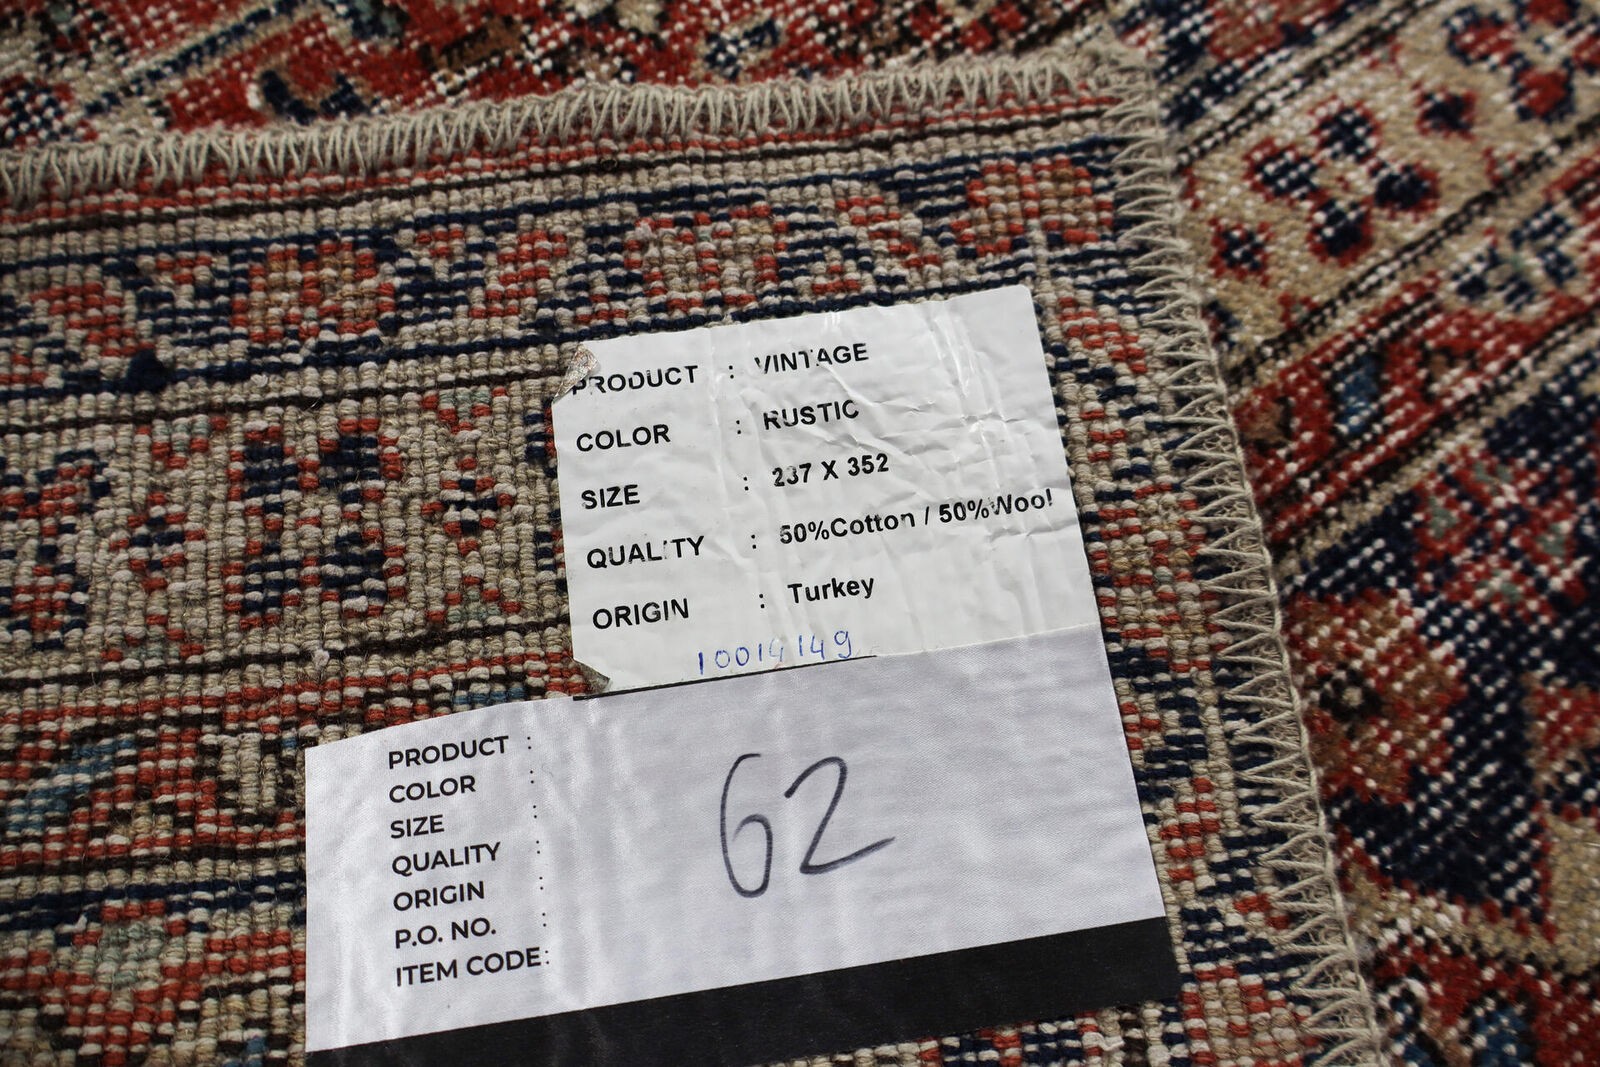 PRODUCT : VINTAGE
COLOR : RUSTIC
SIZE : 237 X 352
QUALITY : 50%Cotton / 50%Wool
ORIGIN : Turkey
10014149
PRODUCT :
COLOR :
SIZE :
QUALITY :
ORIGIN :
P.O. NO. :
ITEM CODE:
62